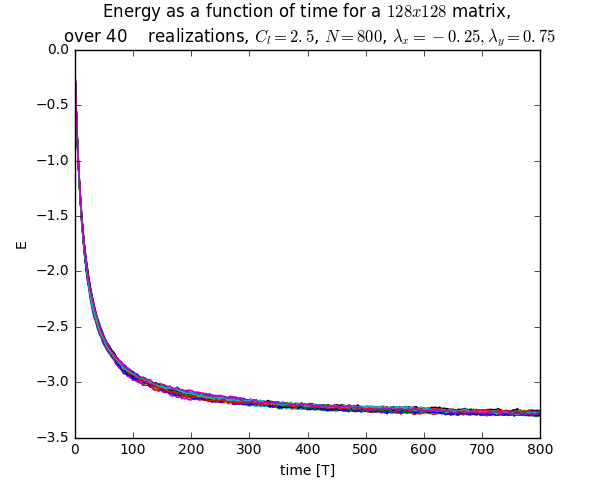 Energy as a function of time for a 128x128 matrix,
over 40 realizations, C_l = 2.5, N = 800, λ_x = −0.25, λ_y = 0.75
0.0
−0.5
−1.0
−1.5
−2.0
−2.5
−3.0
−3.5
E
0 100 200 300 400 500 600 700 800
time [T]